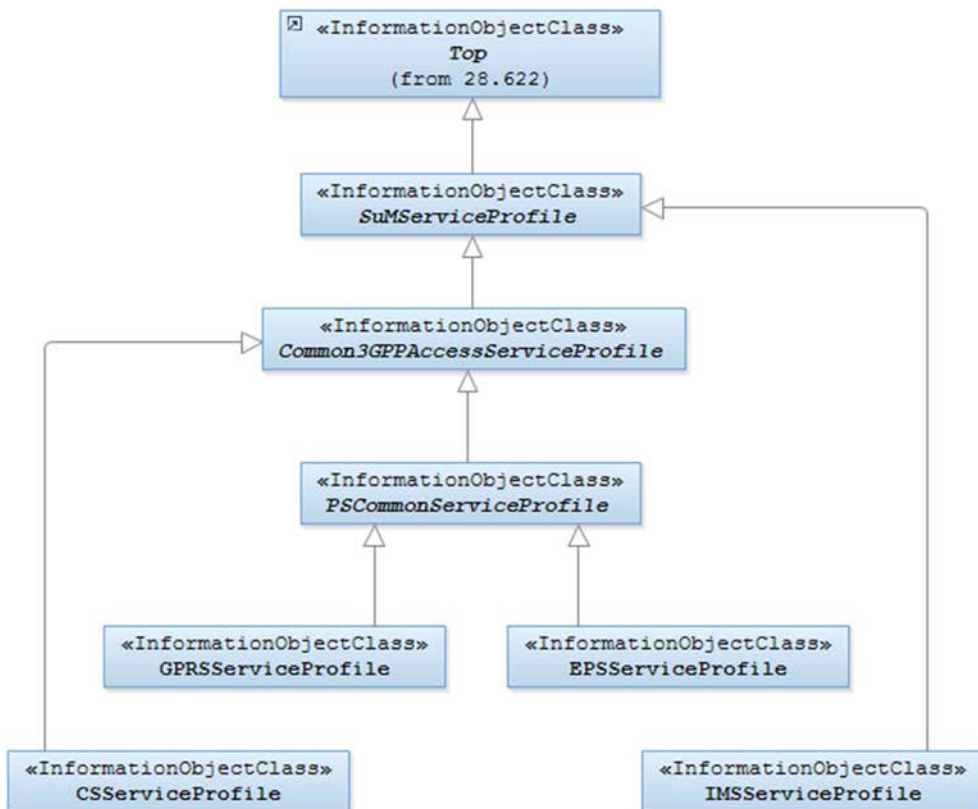 «InformationObjectClass»
Top
(from 28.622)
«InformationObjectClass»
SuMServiceProfile
«InformationObjectClass»
Common3GPPAccessServiceProfile
«InformationObjectClass»
PSCommonServiceProfile
«InformationObjectClass»
GPRSServiceProfile
«InformationObjectClass»
EPSServiceProfile
«InformationObjectClass»
CSServiceProfile
«InformationObjectClass»
IMSServiceProfile